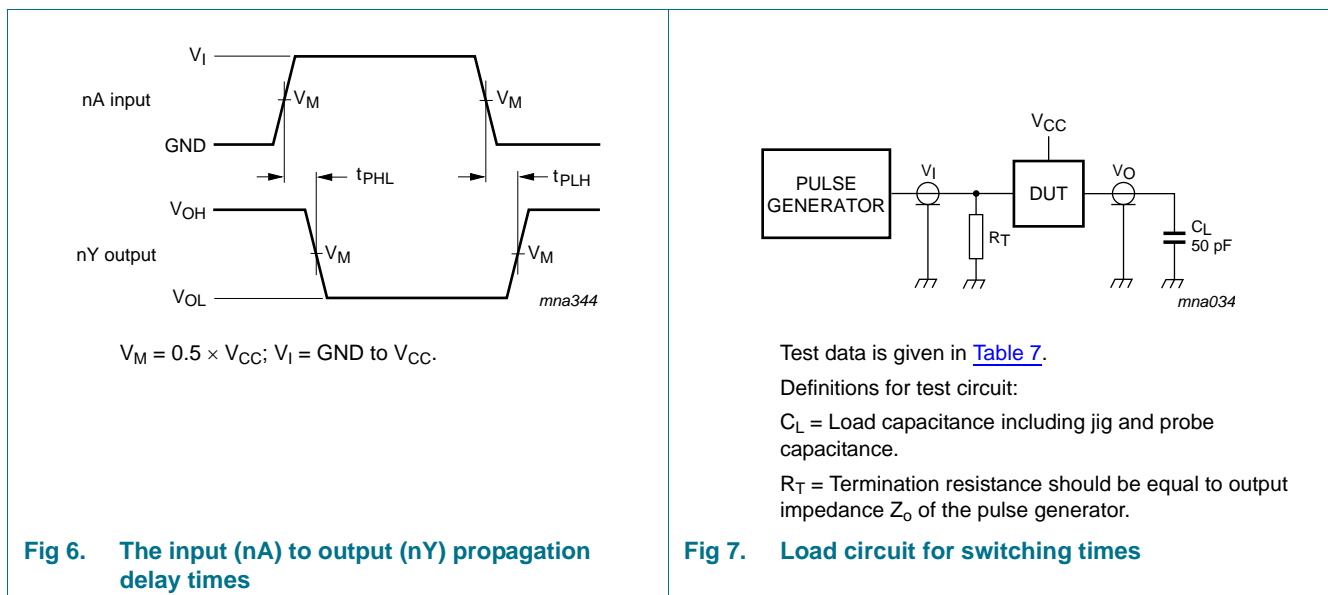 V_I
nA input
V_M
V_M
GND
t_PHL
t_PLH
V_OH
nY output
V_M
V_M
V_OL
mna344
V_M = 0.5 × V_CC; V_I = GND to V_CC.
Fig 6. The input (nA) to output (nY) propagation
delay times
V_CC
PULSE
GENERATOR
V_I
DUT
V_O
R_T
C_L
50 pF
mna034
Test data is given in Table 7.
Definitions for test circuit:
C_L = Load capacitance including jig and probe
capacitance.
R_T = Termination resistance should be equal to output
impedance Z_o of the pulse generator.
Fig 7. Load circuit for switching times